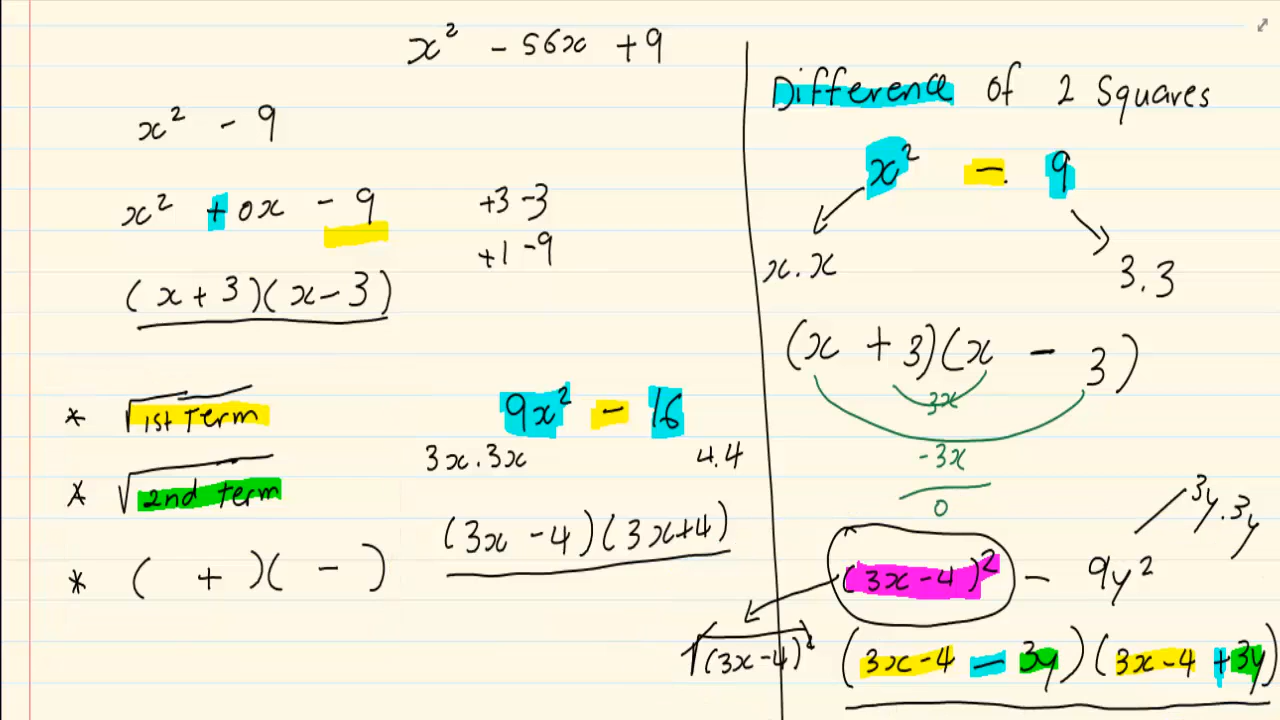 x² - 56x + 9
x² - 9
x² + 0x - 9
+3 -3
+1 -9
(x + 3)(x - 3)
* √1st Term
* √2nd Term
* ( + )( - )
9x² - 16
3x.3x 4.4
(3x - 4)(3x+4)
Difference of 2 Squares
x² - 9
x.x 3.3
(x + 3)(x - 3)
3x
-3x
0
3y.3y
(3x-4)² - 9y²
√(3x-4)²
(3x-4 - 3y)(3x-4 + 3y)